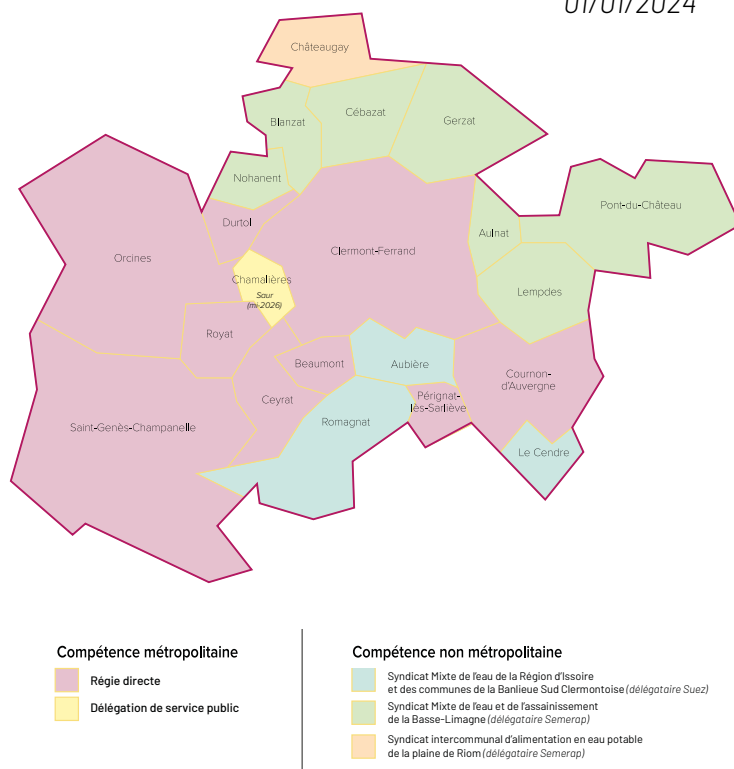 01/01/2024
Châteaugay
Cébazat
Gerzat
Blanzat
Nohanent
Pont-du-Château
Durtol
Aulnat
Clermont-Ferrand
Orcines
Chamalières
Saur
(mi-2026)
Lempdes
Royat
Beaumont
Aubière
Cournon
d'Auvergne
Ceyrat
Pérignat-
lès-Sarliève
Romagnat
Saint-Genès-Champanelle
Le Cendre
Compétence métropolitaine
Régie directe
Délégation de service public
Compétence non métropolitaine
Syndicat Mixte de l'eau de la Région d'Issoire
et des communes de la Banlieue Sud Clermontoise (délégataire Suez)
Syndicat Mixte de l'eau et de l'assainissement
de la Basse-Limagne (délégataire Semerap)
Syndicat intercommunal d'alimentation en eau potable
de la plaine de Riom (délégataire Semerap)